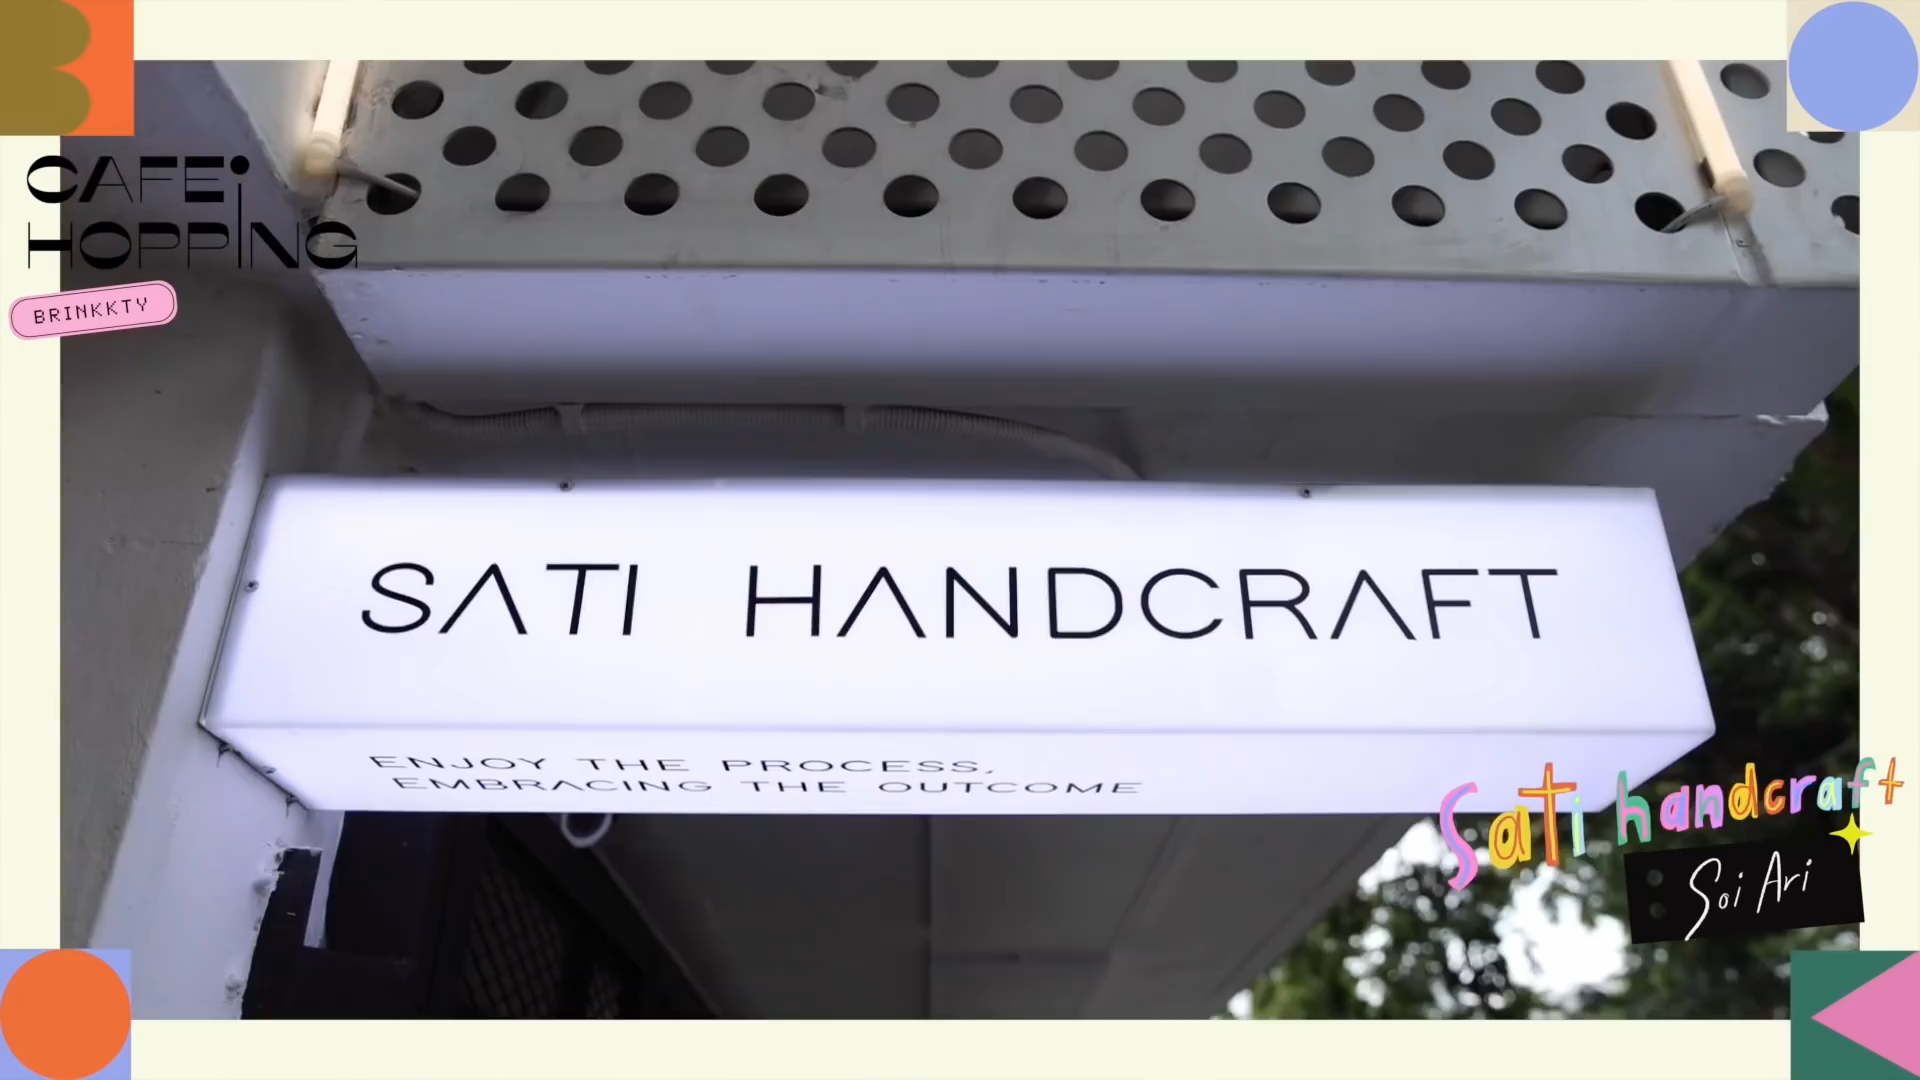 CAFE
HOPPING
BRINKKTY
SATI HANDCRAFT
ENJOY THE PROCESS,
EMBRACING THE OUTCOME
Sati handcraft
Soi Ari